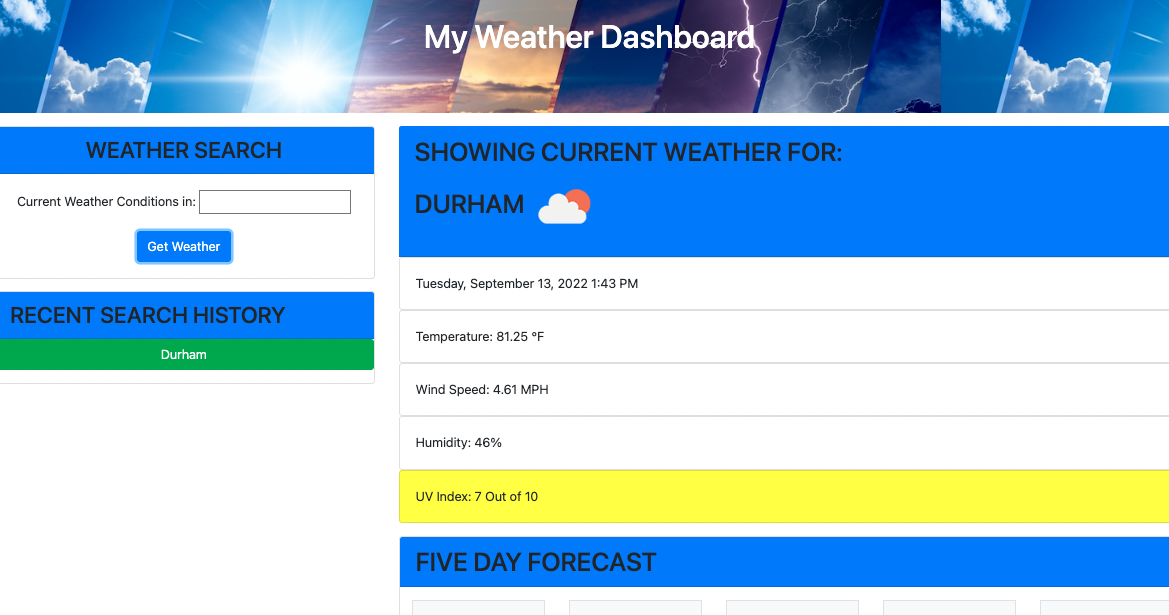 My Weather Dashboard
WEATHER SEARCH
Current Weather Conditions in:
Get Weather
RECENT SEARCH HISTORY
Durham
SHOWING CURRENT WEATHER FOR:
DURHAM
Tuesday, September 13, 2022 1:43 PM
Temperature: 81.25 °F
Wind Speed: 4.61 MPH
Humidity: 46%
UV Index: 7 Out of 10
FIVE DAY FORECAST